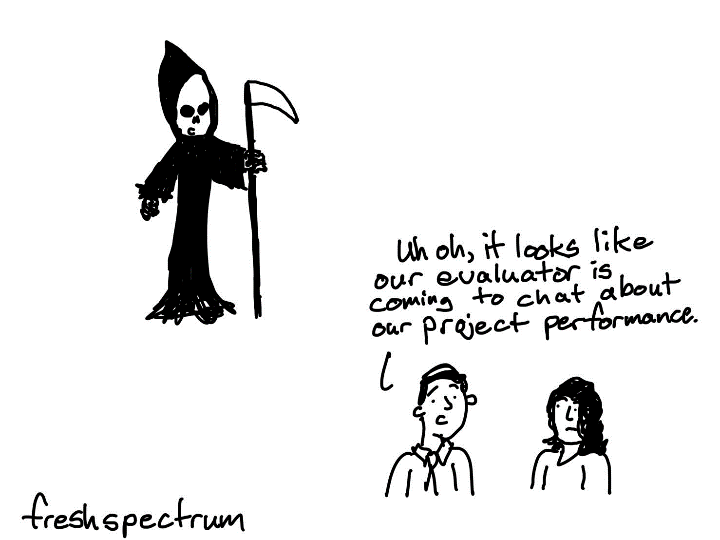 Uh oh, it looks like
our evaluator is
coming to chat about
our project performance.
freshspectrum